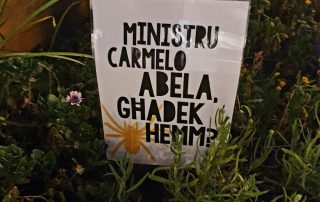 MINISTRU
CARMELO
ABELA,
GHADEK
HEMM?